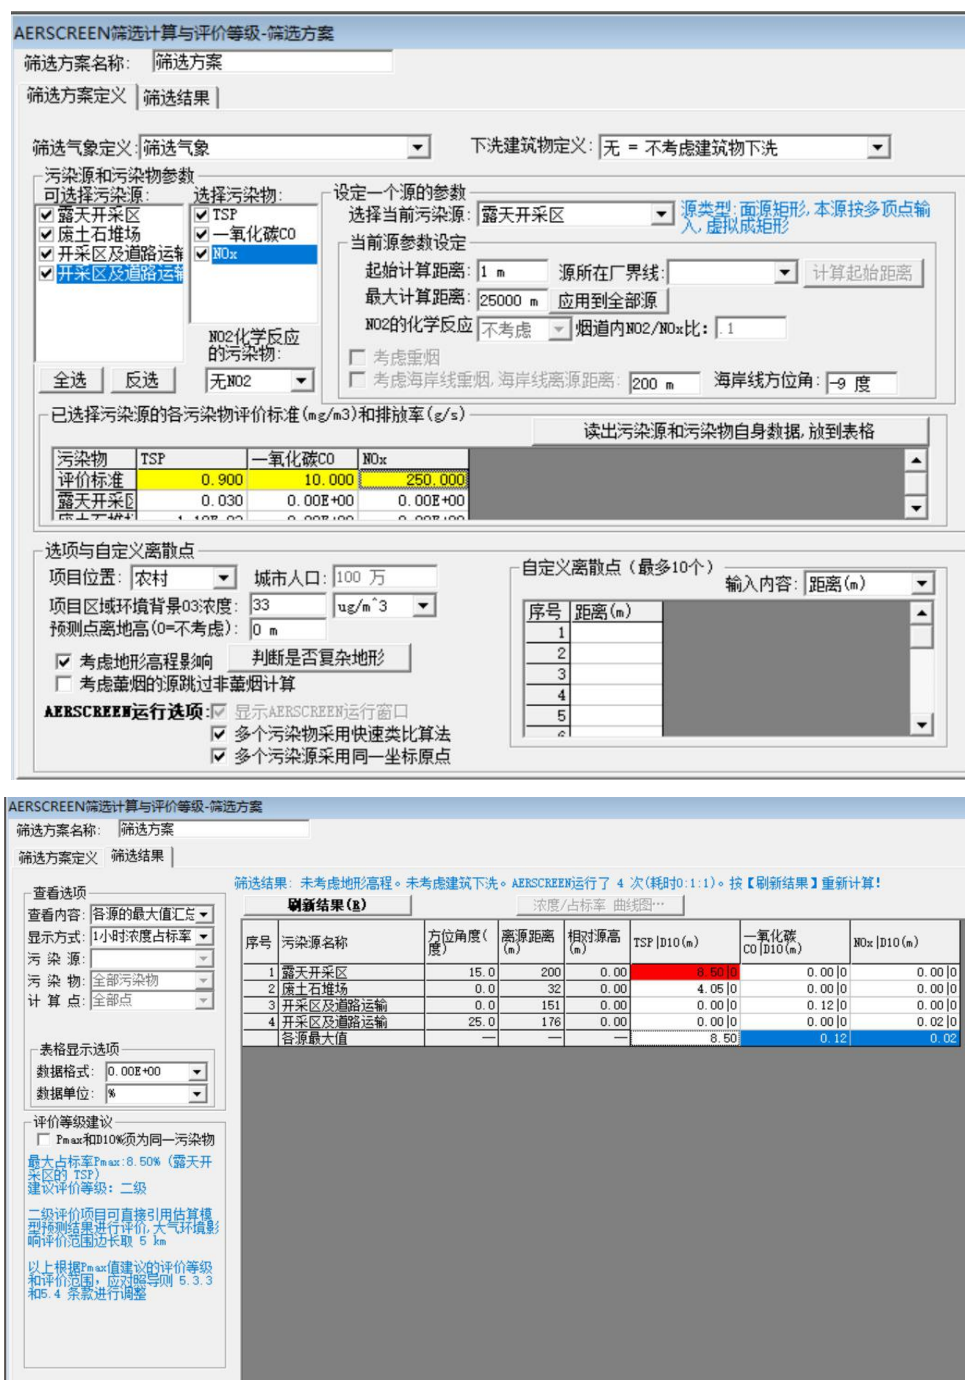 AERSCREEN筛选计算与评价等级-筛选方案
筛选方案名称: 筛选方案
筛选方案定义 筛选结果
筛选气象定义: 筛选气象 下洗建筑物定义: 无 = 不考虑建筑物下洗
污染源和污染物参数
可选择污染源: 选择污染物:
露天开采区 TSP
废土石堆场 一氧化碳CO
开采区及道路运输 NOx
开采区及道路运输
NO2化学反应的污染物:
全选 反选 无NO2
设定一个源的参数
选择当前污染源: 露天开采区 源类型:面源矩形,本源按多顶点输入,虚拟成矩形
当前源参数设定
起始计算距离: 1 m 源所在厂界线: 计算起始距离
最大计算距离: 25000 m 应用到全部源
NO2的化学反应 不考虑 烟道内NO2/NOx比: .1
考虑重烟
考虑海岸线重烟,海岸线离源距离: 200 m 海岸线方位角: -9 度
已选择污染源的各污染物评价标准(mg/m3)和排放率(g/s)
读出污染源和污染物自身数据,放到表格
污染物 TSP 一氧化碳CO NOx
评价标准 0.900 10.000 250.000
露天开采区 0.030 0.00E+00 0.00E+00
选项与自定义离散点
项目位置: 农村 城市人口: 100 万
项目区域环境背景O3浓度: 33 ug/m^3
预测点离地高(0=不考虑): 0 m
考虑地形高程影响 判断是否复杂地形
考虑薰烟的源跳过非薰烟计算
AERSCREEN运行选项: 显示AERSCREEN运行窗口
多个污染物采用快速类比算法
多个污染源采用同一坐标原点
自定义离散点(最多10个)
输入内容: 距离(m)
序号 距离(m)
1
2
3
4
5
AERSCREEN筛选计算与评价等级-筛选方案
筛选方案名称: 筛选方案
筛选方案定义 筛选结果
筛选结果: 未考虑地形高程。未考虑建筑下洗。AERSCREEN运行了 4 次(耗时0:1:1)。按【刷新结果】重新计算!
刷新结果(R) 浓度/占标率 曲线图…
查看选项
查看内容: 各源的最大值汇总
显示方式: 1小时浓度占标率
污 染 源:
污 染 物: 全部污染物
计 算 点: 全部点
表格显示选项
数据格式: 0.00E+00
数据单位: %
评价等级建议
Pmax和D10%须为同一污染物
最大占标率Pmax:8.50% (露天开
采区的 TSP)
建议评价等级: 二级
二级评价项目可直接引用估算模
型预测结果进行评价,大气环境影
响评价范围边长取 5 km
以上根据Pmax值建议的评价等级
和评价范围, 应对照导则 5.3.3
和5.4 条款进行调整
序号 污染源名称 方位角度(度) 离源距离(m) 相对源高(m) TSP|D10(m) 一氧化碳CO|D10(m) NOx|D10(m)
1 露天开采区 15.0 200 0.00 8.50|0 0.00|0 0.00|0
2 废土石堆场 0.0 32 0.00 4.05|0 0.00|0 0.00|0
3 开采区及道路运输 0.0 151 0.00 0.00|0 0.12|0 0.00|0
4 开采区及道路运输 25.0 176 0.00 0.00|0 0.00|0 0.02|0
各源最大值 — — — 8.50 0.12 0.02